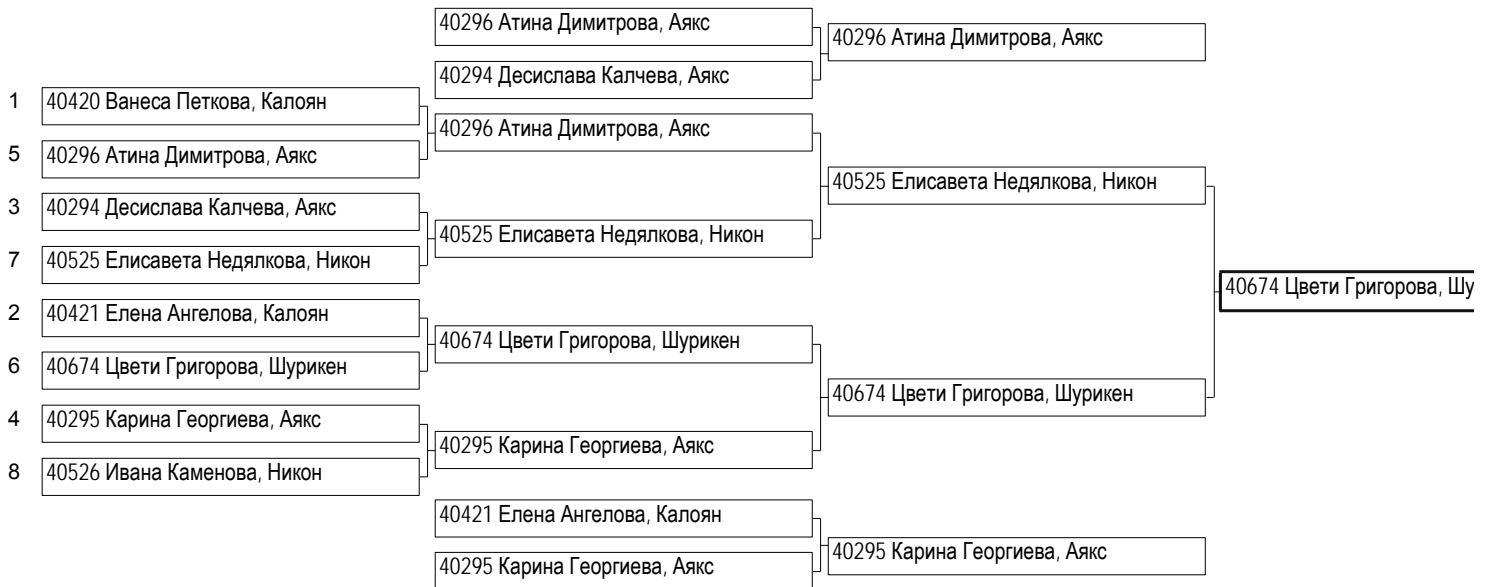 40296 Атина Димитрова, Аякс
40296 Атина Димитрова, Аякс
40294 Десислава Калчева, Аякс
1 40420 Ванеса Петкова, Калоян
40296 Атина Димитрова, Аякс
5 40296 Атина Димитрова, Аякс
40525 Елисавета Недялкова, Никон
3 40294 Десислава Калчева, Аякс
40525 Елисавета Недялкова, Никон
7 40525 Елисавета Недялкова, Никон
40674 Цвети Григорова, Шу
2 40421 Елена Ангелова, Калоян
40674 Цвети Григорова, Шурикен
6 40674 Цвети Григорова, Шурикен
40674 Цвети Григорова, Шурикен
4 40295 Карина Георгиева, Аякс
40295 Карина Георгиева, Аякс
8 40526 Ивана Каменова, Никон
40421 Елена Ангелова, Калоян
40295 Карина Георгиева, Аякс
40295 Карина Георгиева, Аякс